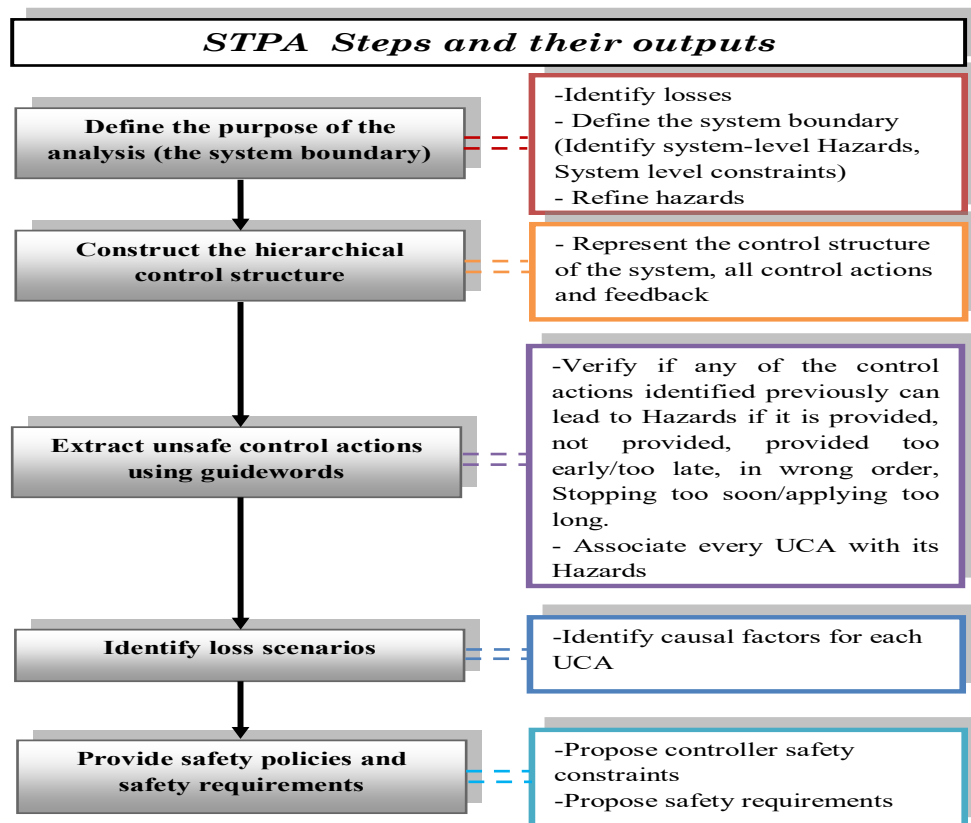 STPA Steps and their outputs
Define the purpose of the
analysis (the system boundary)
-Identify losses
- Define the system boundary
(Identify system-level Hazards,
System level constraints)
- Refine hazards
Construct the hierarchical
control structure
- Represent the control structure
of the system, all control actions
and feedback
Extract unsafe control actions
using guidewords
-Verify if any of the control
actions identified previously can
lead to Hazards if it is provided,
not provided, provided too
early/too late, in wrong order,
Stopping too soon/applying too
long.
- Associate every UCA with its
Hazards
Identify loss scenarios
-Identify causal factors for each
UCA
Provide safety policies and
safety requirements
-Propose controller safety
constraints
-Propose safety requirements